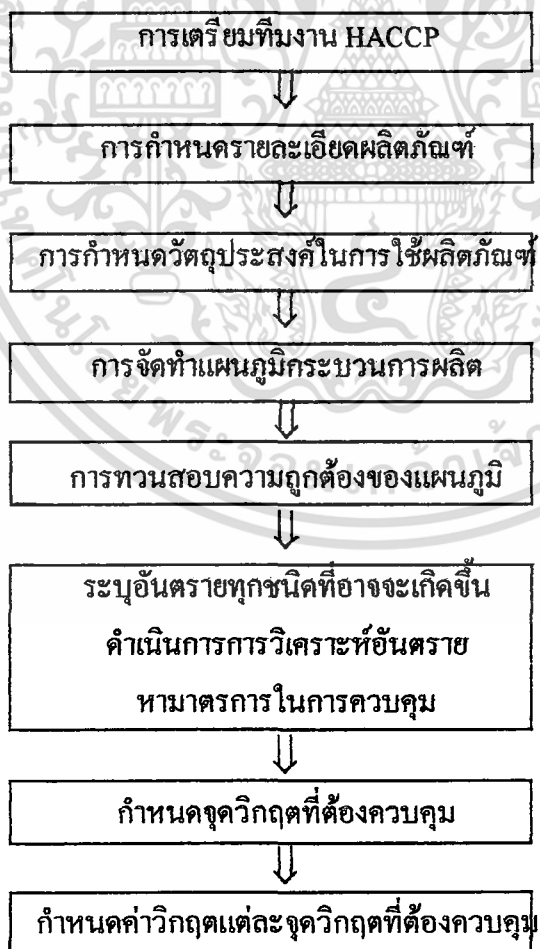 การเตรียมทีมงาน HACCP
การกำหนดรายละเอียดผลิตภัณฑ์
การกำหนดวัตถุประสงค์ในการใช้ผลิตภัณฑ์
การจัดทำแผนภูมิกระบวนการผลิต
การทวนสอบความถูกต้องของแผนภูมิ
ระบุอันตรายทุกชนิดที่อาจจะเกิดขึ้น
ดำเนินการการวิเคราะห์อันตราย
หามาตรการในการควบคุม
กำหนดจุดวิกฤตที่ต้องควบคุม
กำหนดค่าวิกฤตแต่ละจุดวิกฤตที่ต้องควบคุม